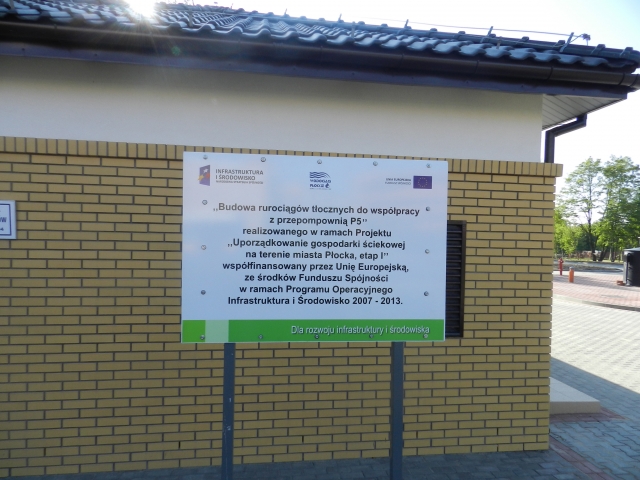 INFRASTRUKTURA
I ŚRODOWISKO
UNIA EUROPEJSKA
„Budowa rurociągów tłocznych do współpracy
z przepompownią P5”
realizowanego w ramach Projektu
„Uporządkowanie gospodarki ściekowej
na terenie miasta Płocka, etap I”
współfinansowany przez Unię Europejską,
ze środków Funduszu Spójności
w ramach Programu Operacyjnego
Infrastruktura i Środowisko 2007 - 2013.
Dla rozwoju infrastruktury i środowiska